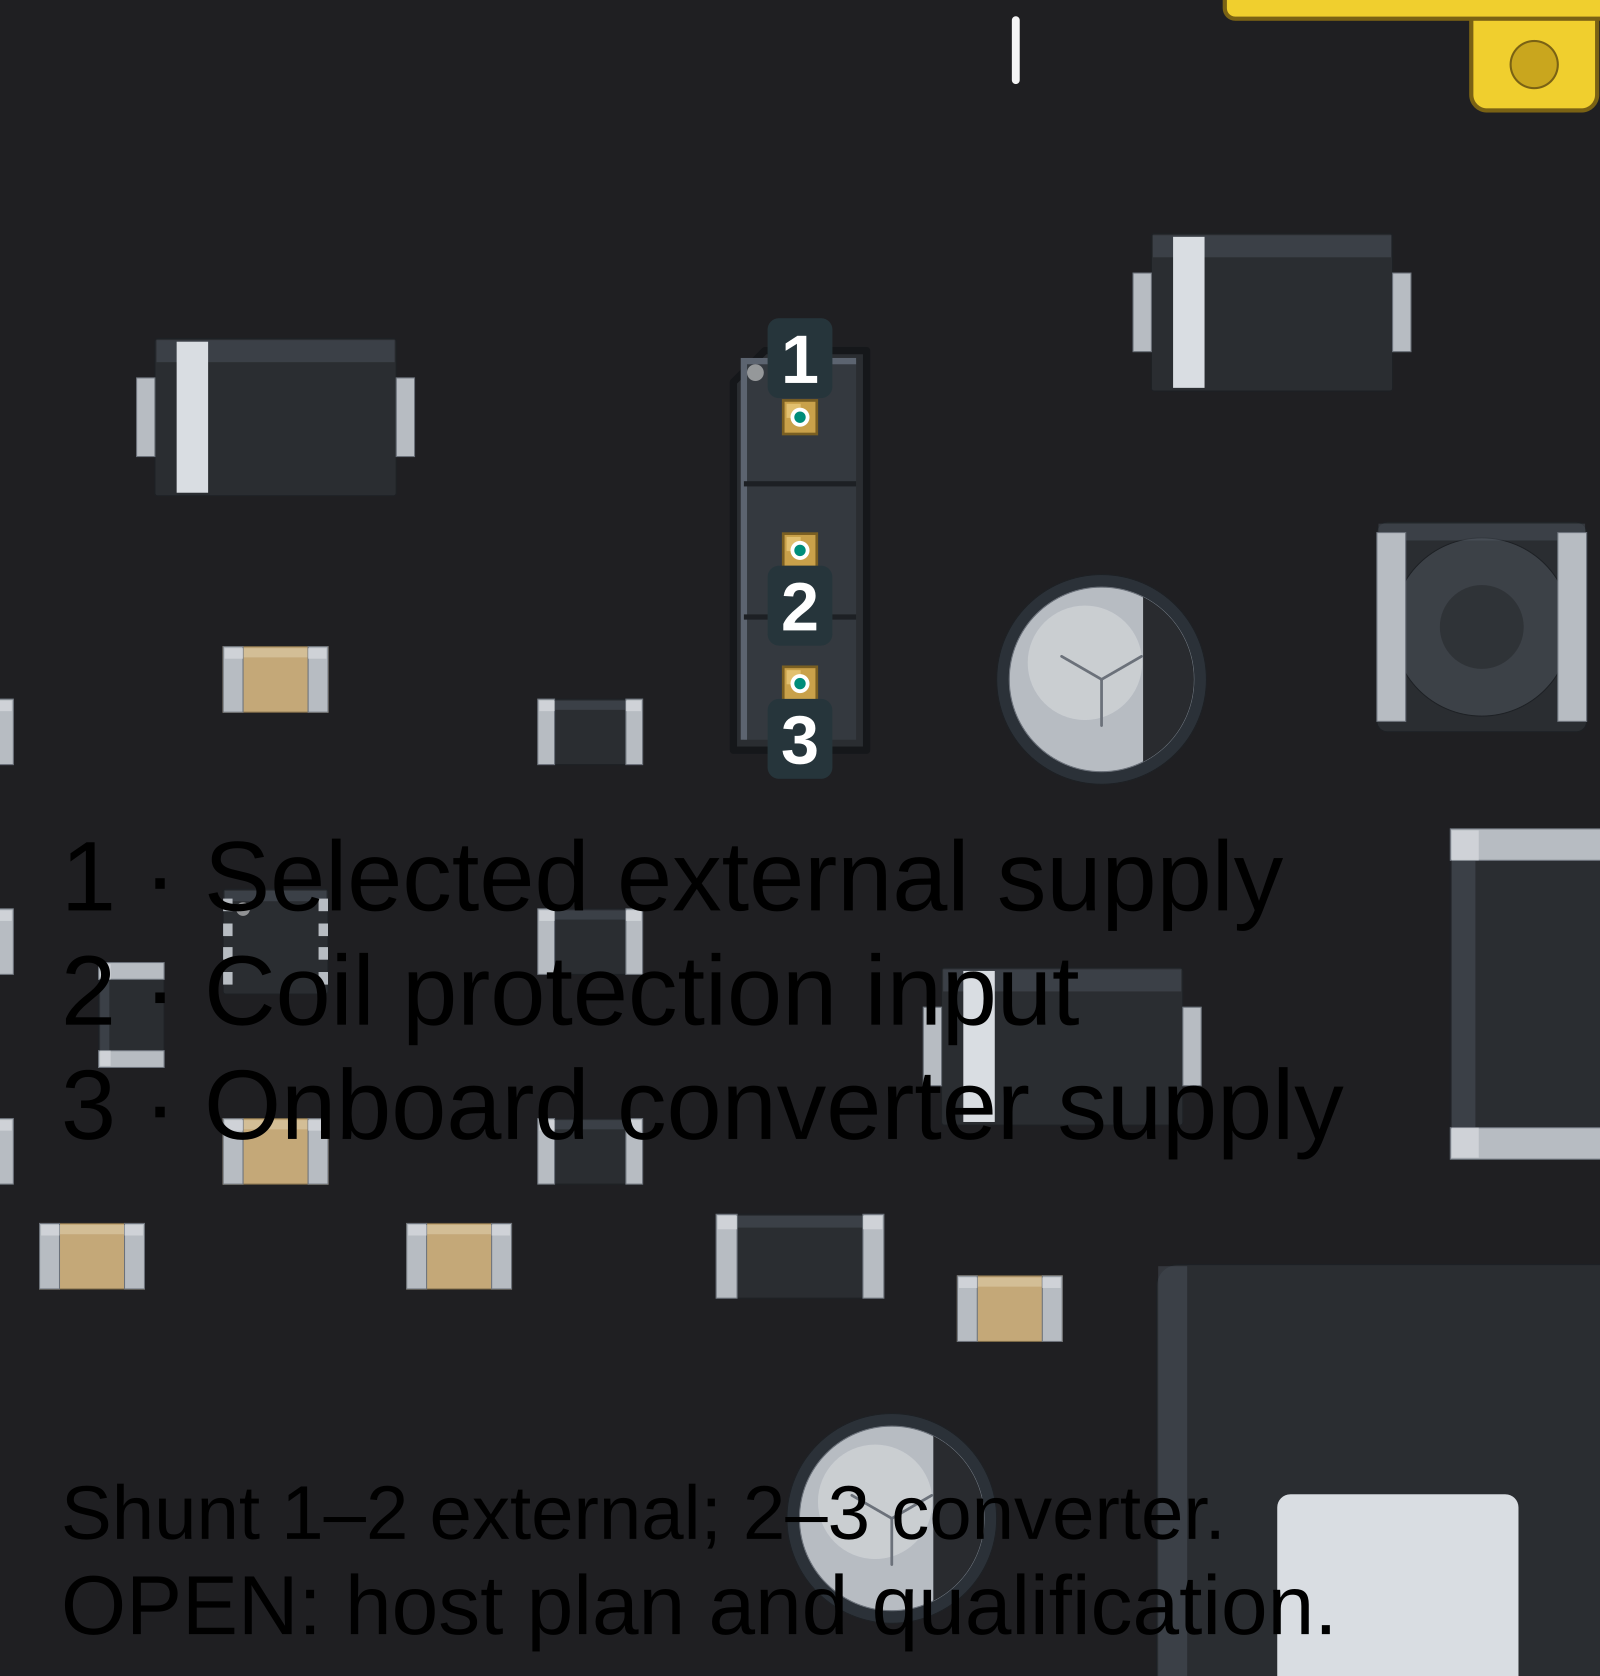 1
2
3
1 · Selected external supply
2 · Coil protection input
3 · Onboard converter supply
Shunt 1–2 external; 2–3 converter.
OPEN: host plan and qualification.